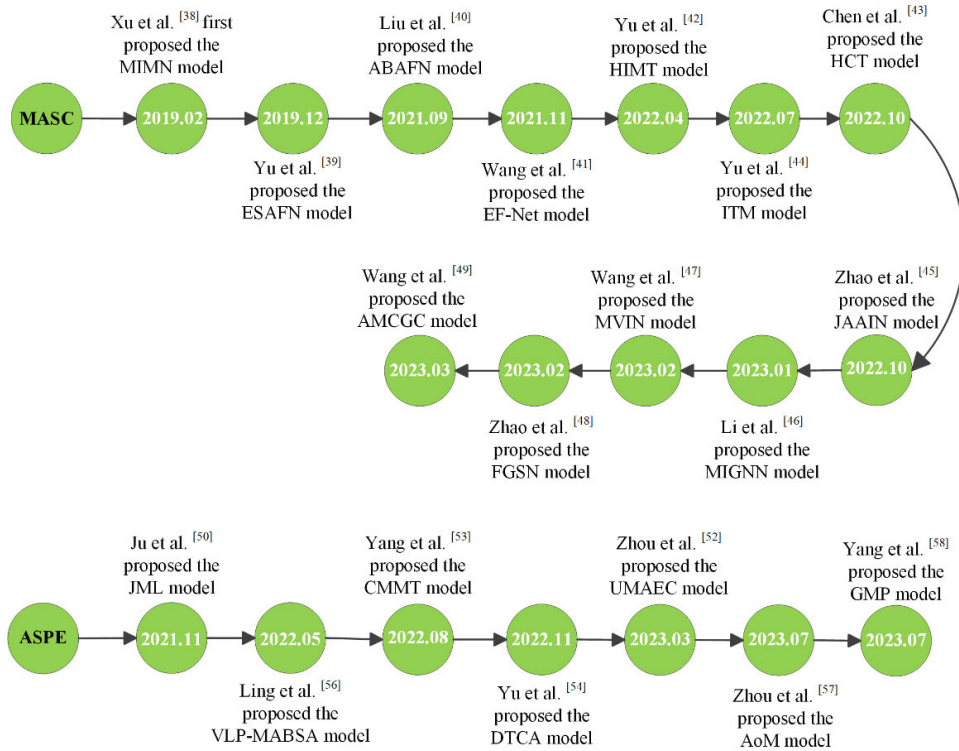 Xu et al. [38] first
proposed the
MIMN model
Liu et al. [40]
proposed the
ABAFN model
Yu et al. [42]
proposed the
HIMT model
Chen et al. [43]
proposed the
HCT model
MASC
2019.02
2019.12
2021.09
2021.11
2022.04
2022.07
2022.10
Yu et al. [39]
proposed the
ESAFN model
Wang et al. [41]
proposed the
EF-Net model
Yu et al. [44]
proposed the
ITM model
Wang et al. [49]
proposed the
AMCGC model
Wang et al. [47]
proposed the
MVIN model
Zhao et al. [45]
proposed the
JAAIN model
2023.03
2023.02
2023.02
2023.01
2022.10
Zhao et al. [48]
proposed the
FGSN model
Li et al. [46]
proposed the
MIGNN model
Ju et al. [50]
proposed the
JML model
Yang et al. [53]
proposed the
CMMT model
Zhou et al. [52]
proposed the
UMAEC model
Yang et al. [58]
proposed the
GMP model
ASPE
2021.11
2022.05
2022.08
2022.11
2023.03
2023.07
2023.07
Ling et al. [56]
proposed the
VLP-MABSA model
Yu et al. [54]
proposed the
DTCA model
Zhou et al. [57]
proposed the
AoM model